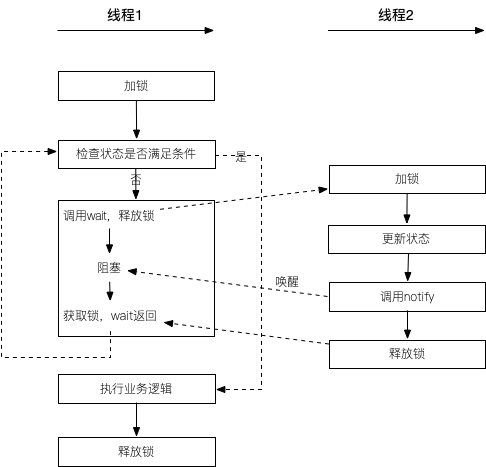 线程1
线程2
加锁
检查状态是否满足条件
是
否
调用wait，释放锁
阻塞
获取锁，wait返回
执行业务逻辑
释放锁
加锁
更新状态
唤醒
调用notify
释放锁